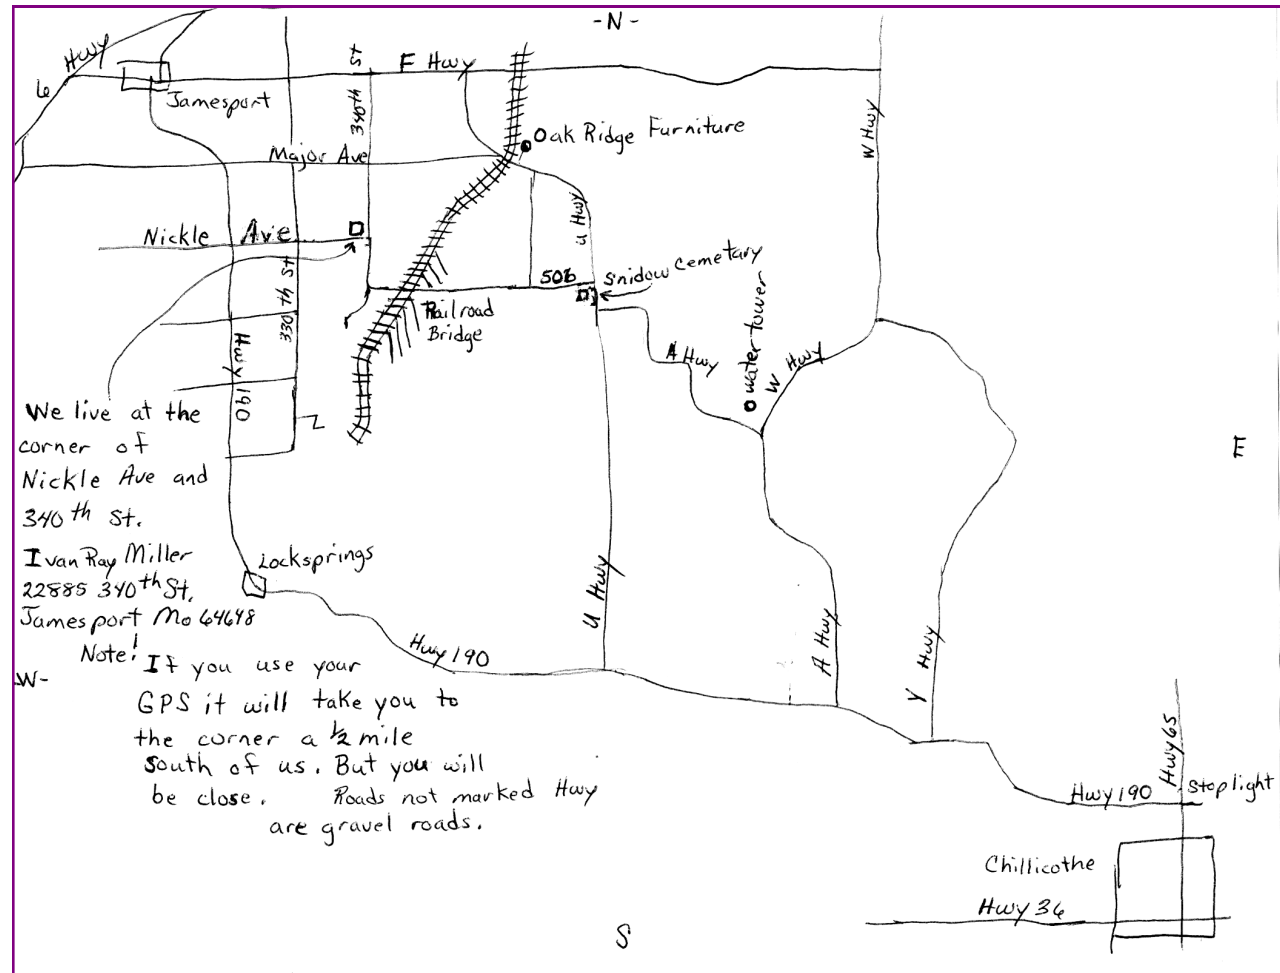 -N-
6 Hwy
Jamesport
340th St
F Hwy
Oak Ridge Furniture
W Hwy
Major Ave
Nickle Ave
U Hwy
506
Snidow Cemetary
330th St
Railroad
Bridge
A Hwy
water tower
W Hwy
Hwy 190
E
We live at the
corner of
Nickle Ave and
340th St.
Ivan Ray Miller
22885 340th St.
Jamesport Mo 64648
Locksprings
U Hwy
A Hwy
Y Hwy
Hwy 190
W-
Note! If you use your
GPS it will take you to
the corner a ½ mile
South of us. But you will
be close. Roads not marked Hwy
are gravel roads.
Hwy 65
Hwy 190
Stoplight
Chillicothe
Hwy 36
S